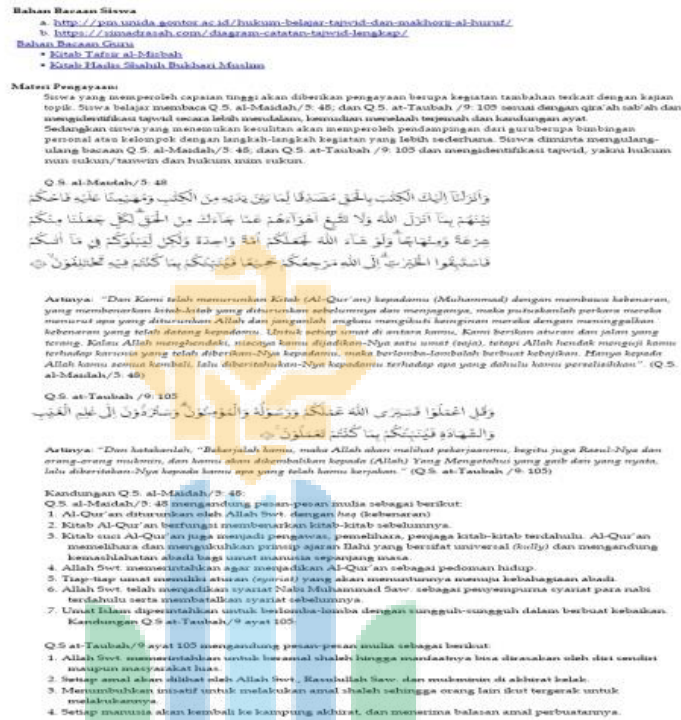 Bahan Bacaan Siswa
a. http://pm.unida.gontor.ac.id/hukum-belajar-tajwid-dan-makhorij-al-huruf/
b. https://zimadrasah.com/diagram-catatan-tajwid-lengkap/
Bahan Bacaan Guru
• Kitab Tafsir al-Misbah
• Kitab Hadis Shahih Bukhari Muslim
Materi Pengayaan:
Siswa yang memperoleh capaian tinggi akan diberikan pengayaan berupa kegiatan tambahan terkait dengan kajian
topik. Siswa belajar membaca Q.S. al-Maidah/5: 48; dan Q.S. at-Taubah /9: 105 sesuai dengan qira'ah sab'ah dan
mengidentifikasi tajwid secara lebih mendalam, kemudian menelaah terjemah dan kandungan ayat.
Sedangkan siswa yang menemukan kesulitan akan memperoleh pendampingan dari guru berupa bimbingan
personal atau kelompok dengan langkah-langkah kegiatan yang lebih sederhana. Siswa diminta mengulang-
ulang bacaan Q.S. al-Maidah/5: 48, dan Q.S. at-Taubah /9: 105 dan mengidentifikasi tajwid, yakni hukum
nun sukun/tanwin dan hukum mim sukun.
Q.S. al-Maidah/5: 48
وَاَنْزَلْنَآ اِلَيْكَ الْكِتٰبَ بِالْحَقِّ مُصَدِّقًا لِّمَا بَيْنَ يَدَيْهِ مِنَ الْكِتٰبِ وَمُهَيْمِنًا عَلَيْهِ فَاحْكُمْ
بَيْنَهُمْ بِمَآ اَنْزَلَ اللّٰهُ وَلَا تَتَّبِعْ اَهْوَاۤءَهُمْ عَمَّا جَاۤءَكَ مِنَ الْحَقِّۗ لِكُلٍّ جَعَلْنَا مِنْكُمْ
شِرْعَةً وَّمِنْهَاجًاۗ وَلَوْ شَاۤءَ اللّٰهُ لَجَعَلَكُمْ اُمَّةً وَّاحِدَةً وَّلٰكِنْ لِّيَبْلُوَكُمْ فِيْ مَآ اٰتٰىكُمْ
فَاسْتَبِقُوا الْخَيْرٰتِۗ اِلَى اللّٰهِ مَرْجِعُكُمْ جَمِيْعًا فَيُنَبِّئُكُمْ بِمَا كُنْتُمْ فِيْهِ تَخْتَلِفُوْنَۙ
Artinya: "Dan Kami telah menurunkan Kitab (Al-Qur'an) kepadamu (Muhammad) dengan membawa kebenaran,
yang membenarkan kitab-kitab yang diturunkan sebelumnya dan menjaganya, maka putuskanlah perkara mereka
menurut apa yang diturunkan Allah dan janganlah engkau mengikuti keinginan mereka dengan meninggalkan
kebenaran yang telah datang kepadamu. Untuk setiap umat di antara kamu, Kami berikan aturan dan jalan yang
terang. Kalau Allah menghendaki, niscaya kamu dijadikan-Nya satu umat (saja), tetapi Allah hendak menguji kamu
terhadap karunia yang telah diberikan-Nya kepadamu, maka berlomba-lombalah berbuat kebajikan. Hanya kepada
Allah kamu semua kembali, lalu diberitahukan-Nya kepadamu terhadap apa yang dahulu kamu perselisihkan". (Q.S.
al-Maidah/5: 48)
Q.S. at-Taubah/ 9: 105
وَقُلِ اعْمَلُوْا فَسَيَرَى اللّٰهُ عَمَلَكُمْ وَرَسُوْلُهٗ وَالْمُؤْمِنُوْنَۗ وَسَتُرَدُّوْنَ اِلٰى عٰلِمِ الْغَيْبِ
وَالشَّهَادَةِ فَيُنَبِّئُكُمْ بِمَا كُنْتُمْ تَعْمَلُوْنَۚ
Artinya: "Dan katakanlah, "Bekerjalah kamu, maka Allah akan melihat pekerjaanmu, begitu juga Rasul-Nya dan
orang-orang mukmin, dan kamu akan dikembalikan kepada (Allah) Yang Mengetahui yang gaib dan yang nyata,
lalu diberitakan-Nya kepada kamu apa yang telah kamu kerjakan." (Q.S. at-Taubah /9: 105)
Kandungan Q.S. al-Maidah/5: 48:
Q.S. al-Maidah/5: 48 mengandung pesan-pesan mulia sebagai berikut:
1. Al-Qur'an diturunkan oleh Allah Swt. dengan haq (kebenaran)
2. Kitab Al-Qur'an berfungsi membenarkan kitab-kitab sebelumnya.
3. Kitab suci Al-Qur'an juga menjadi pengawas, pemelihara, penjaga kitab-kitab terdahulu. Al-Qur'an
memelihara dan mengukuhkan prinsip ajaran Ilahi yang bersifat universal (kully) dan mengandung
kemashlahatan abadi bagi umat manusia sepanjang masa.
4. Allah Swt. memerintahkan agar menjadikan Al-Qur'an sebagai pedoman hidup.
5. Tiap-tiap umat memiliki aturan (syariat) yang akan menuntunnya menuju kebahagiaan abadi.
6. Allah Swt. telah menjadikan syariat Nabi Muhammad Saw. sebagai penyempurna syariat para nabi
terdahulu serta membatalkan syariat sebelumnya.
7. Umat Islam diperintahkan untuk berlomba-lomba dengan sungguh-sungguh dalam berbuat kebaikan.
Kandungan Q.S at-Taubah/9 ayat 105:
Q.S at-Taubah/9 ayat 105 mengandung pesan-pesan mulia sebagai berikut:
1. Allah Swt. memerintahkan untuk beramal shaleh hingga manfaatnya bisa dirasakan oleh diri sendiri
maupun masyarakat luas.
2. Setiap amal akan dilihat oleh Allah Swt., Rasulullah Saw. dan mukminin di akhirat kelak.
3. Menumbuhkan inisatif untuk melakukan amal shaleh sehingga orang lain ikut tergerak untuk
melakukannya.
4. Setiap manusia akan kembali ke kampung akhirat, dan menerima balasan amal perbuatannya.